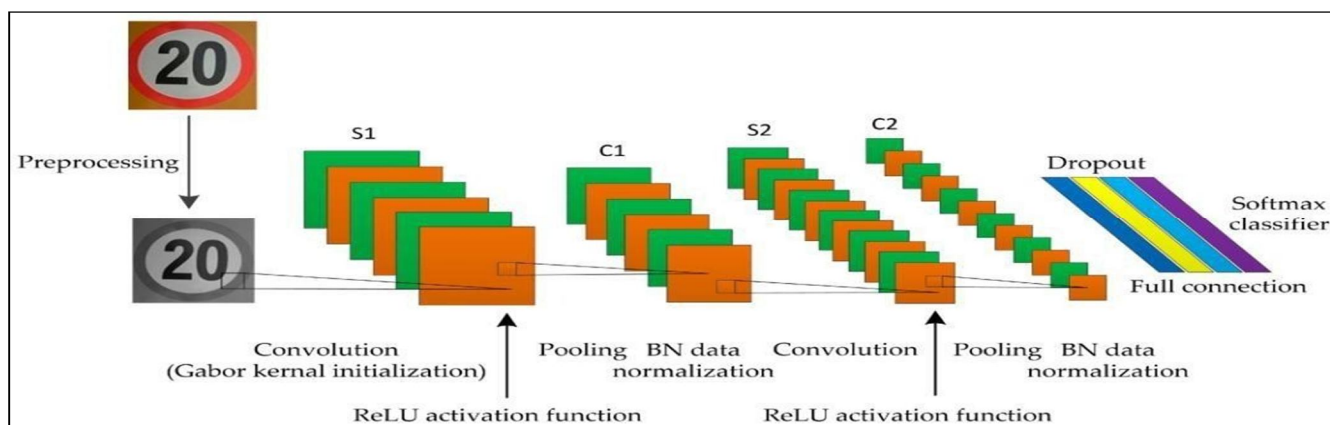 20
Preprocessing
20
S1
C1
S2
C2
Dropout
Softmax
classifier
Full connection
Convolution
(Gabor kernal initialization)
Pooling
BN data
normalization
Convolution
Pooling
BN data
normalization
ReLU activation function
ReLU activation function